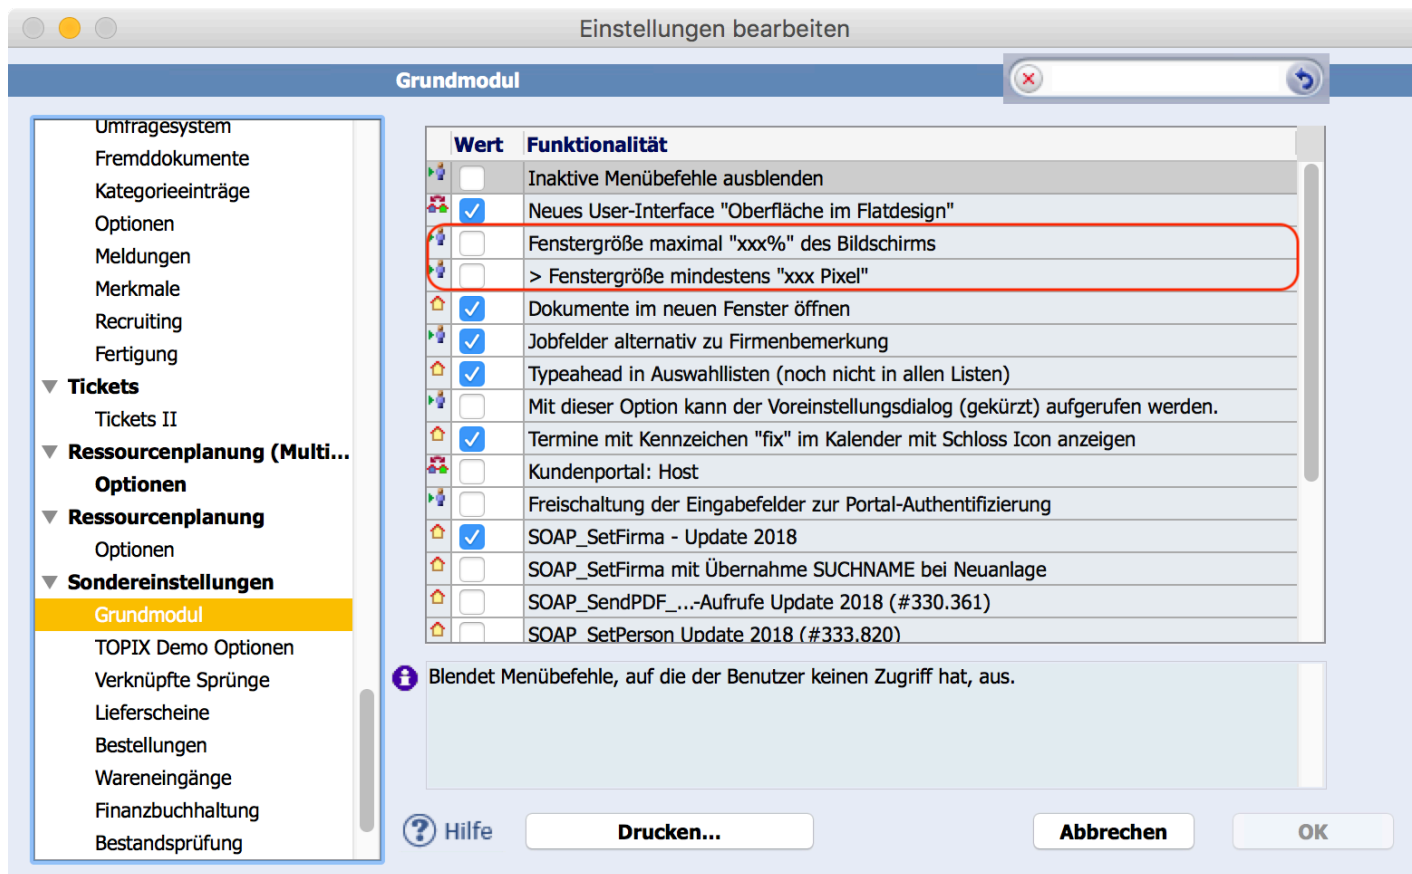 Einstellungen bearbeiten
Grundmodul
Umfragesystem
Fremddokumente
Kategorieeinträge
Optionen
Meldungen
Merkmale
Recruiting
Fertigung
Tickets
Tickets II
Ressourcenplanung (Multi...
Optionen
Ressourcenplanung
Optionen
Sondereinstellungen
Grundmodul
TOPIX Demo Optionen
Verknüpfte Sprünge
Lieferscheine
Bestellungen
Wareneingänge
Finanzbuchhaltung
Bestandsprüfung
Wert Funktionalität
Inaktive Menübefehle ausblenden
Neues User-Interface "Oberfläche im Flatdesign"
Fenstergröße maximal "xxx%" des Bildschirms
> Fenstergröße mindestens "xxx Pixel"
Dokumente im neuen Fenster öffnen
Jobfelder alternativ zu Firmenbemerkung
Typeahead in Auswahllisten (noch nicht in allen Listen)
Mit dieser Option kann der Voreinstellungsdialog (gekürzt) aufgerufen werden.
Termine mit Kennzeichen "fix" im Kalender mit Schloss Icon anzeigen
Kundenportal: Host
Freischaltung der Eingabefelder zur Portal-Authentifizierung
SOAP_SetFirma - Update 2018
SOAP_SetFirma mit Übernahme SUCHNAME bei Neuanlage
SOAP_SendPDF_...-Aufrufe Update 2018 (#330.361)
SOAP_SetPerson Update 2018 (#333.820)
Blendet Menübefehle, auf die der Benutzer keinen Zugriff hat, aus.
? Hilfe
Drucken...
Abbrechen
OK